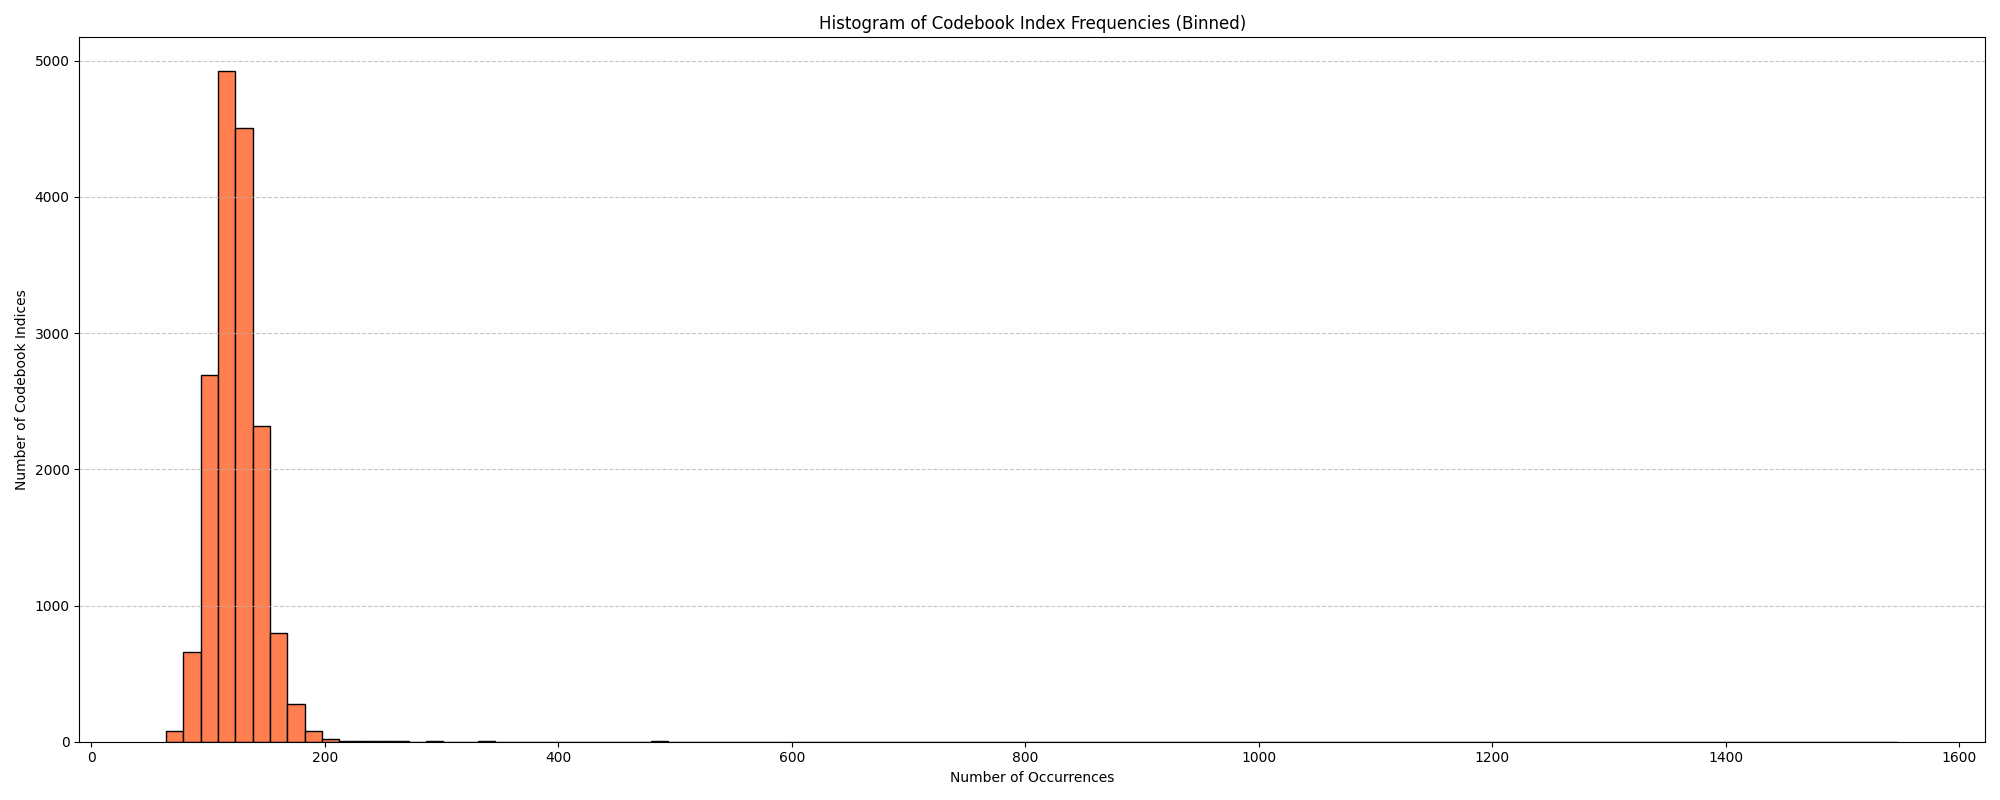 Histogram of Codebook Index Frequencies (Binned)
5000
4000
3000
2000
1000
0
Number of Codebook Indices
0 200 400 600 800 1000 1200 1400 1600
Number of Occurrences